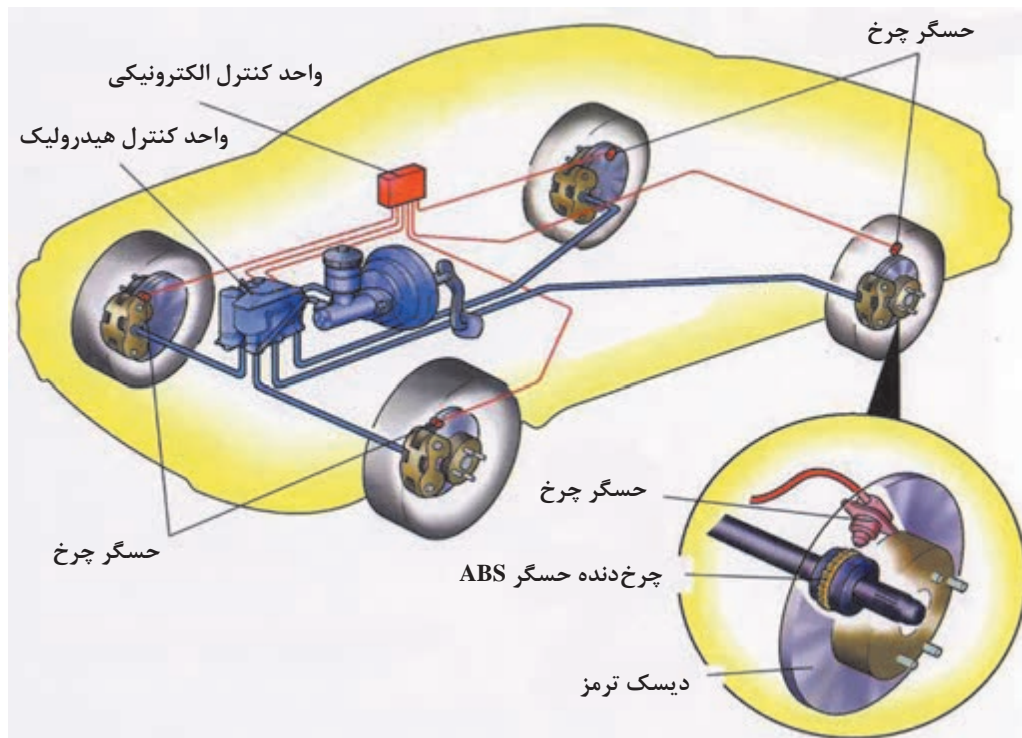 حسگر چرخ
واحد کنترل الکترونیکی
واحد کنترل هیدرولیک
حسگر چرخ
حسگر چرخ
چرخ‌دنده حسگر ABS
دیسک ترمز